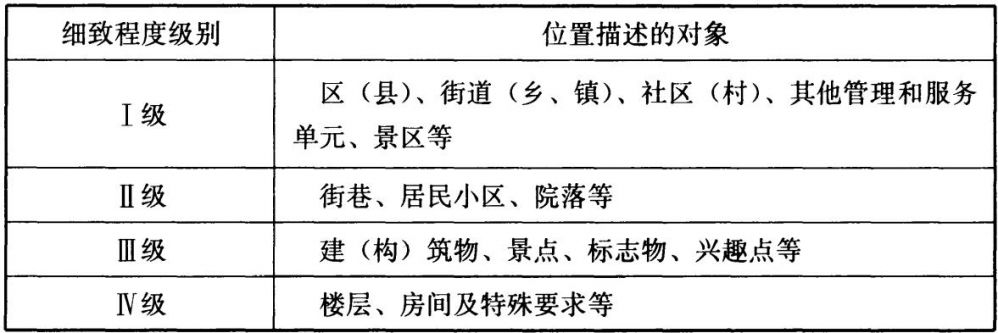 细致程度级别 位置描述的对象
Ⅰ级 区（县）、街道（乡、镇）、社区（村）、其他管理和服务
单元、景区等
Ⅱ级 街巷、居民小区、院落等
Ⅲ级 建（构）筑物、景点、标志物、兴趣点等
Ⅳ级 楼层、房间及特殊要求等